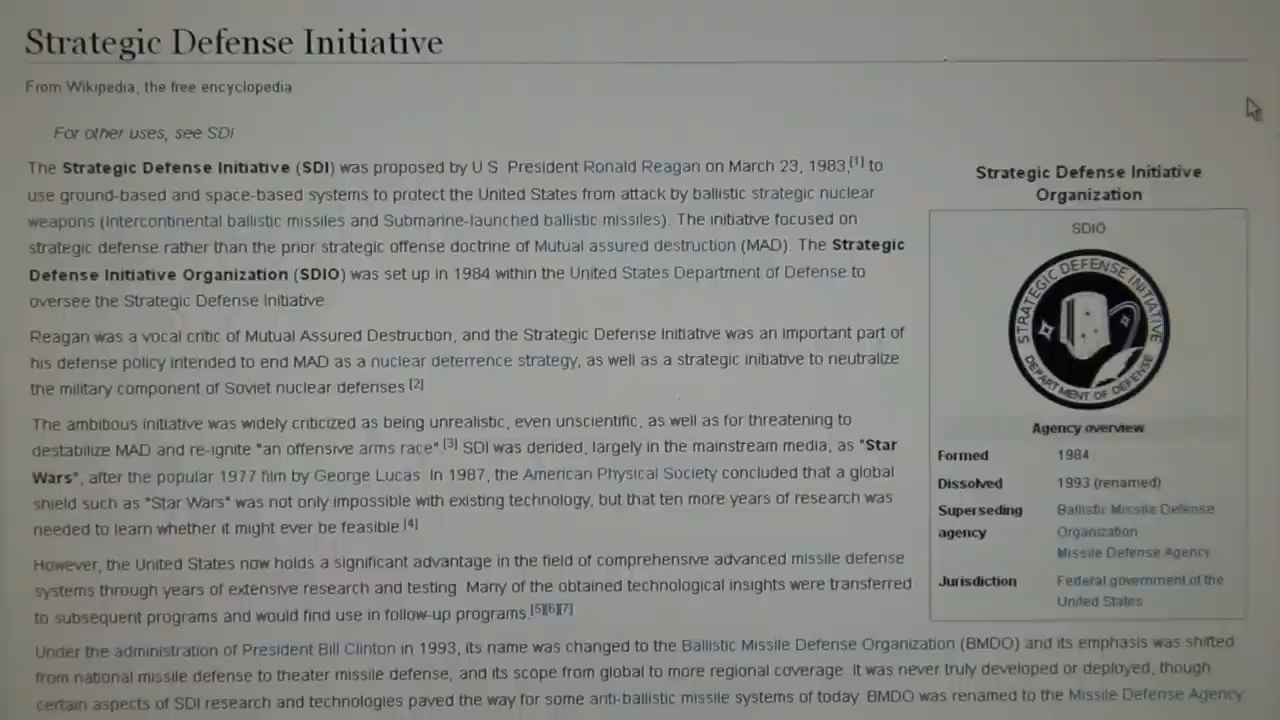 Strategic Defense Initiative
From Wikipedia, the free encyclopedia
For other uses, see SDI
The Strategic Defense Initiative (SDI) was proposed by U S President Ronald Reagan on March 23, 1983,[1] to
use ground-based and space-based systems to protect the United States from attack by ballistic strategic nuclear
weapons (intercontinental ballistic missiles and Submarine-launched ballistic missiles). The initiative focused on
strategic defense rather than the prior strategic offense doctrine of Mutual assured destruction (MAD). The Strategic
Defense Initiative Organization (SDIO) was set up in 1984 within the United States Department of Defense to
oversee the Strategic Defense Initiative
Reagan was a vocal critic of Mutual Assured Destruction, and the Strategic Defense Initiative was an important part of
his defense policy intended to end MAD as a nuclear deterrence strategy, as well as a strategic initiative to neutralize
the military component of Soviet nuclear defenses [2]
The ambitious initiative was widely criticized as being unrealistic, even unscientific, as well as for threatening to
destabilize MAD and re-ignite "an offensive arms race".[3] SDI was derided, largely in the mainstream media, as "Star
Wars", after the popular 1977 film by George Lucas. In 1987, the American Physical Society concluded that a global
shield such as "Star Wars" was not only impossible with existing technology, but that ten more years of research was
needed to learn whether it might ever be feasible.[4]
However, the United States now holds a significant advantage in the field of comprehensive advanced missile defense
systems through years of extensive research and testing. Many of the obtained technological insights were transferred
to subsequent programs and would find use in follow-up programs.[5][6][7]
Under the administration of President Bill Clinton in 1993, its name was changed to the Ballistic Missile Defense Organization (BMDO) and its emphasis was shifted
from national missile defense to theater missile defense, and its scope from global to more regional coverage. It was never truly developed or deployed, though
certain aspects of SDI research and technologies paved the way for some anti-ballistic missile systems of today. BMDO was renamed to the Missile Defense Agency
Strategic Defense Initiative
Organization
SDIO
STRATEGIC DEFENSE INITIATIVE
DEPARTMENT OF DEFENSE
Agency overview
Formed 1984
Dissolved 1993 (renamed)
Superseding agency Ballistic Missile Defense
Organization
Missile Defense Agency
Jurisdiction Federal government of the
United States